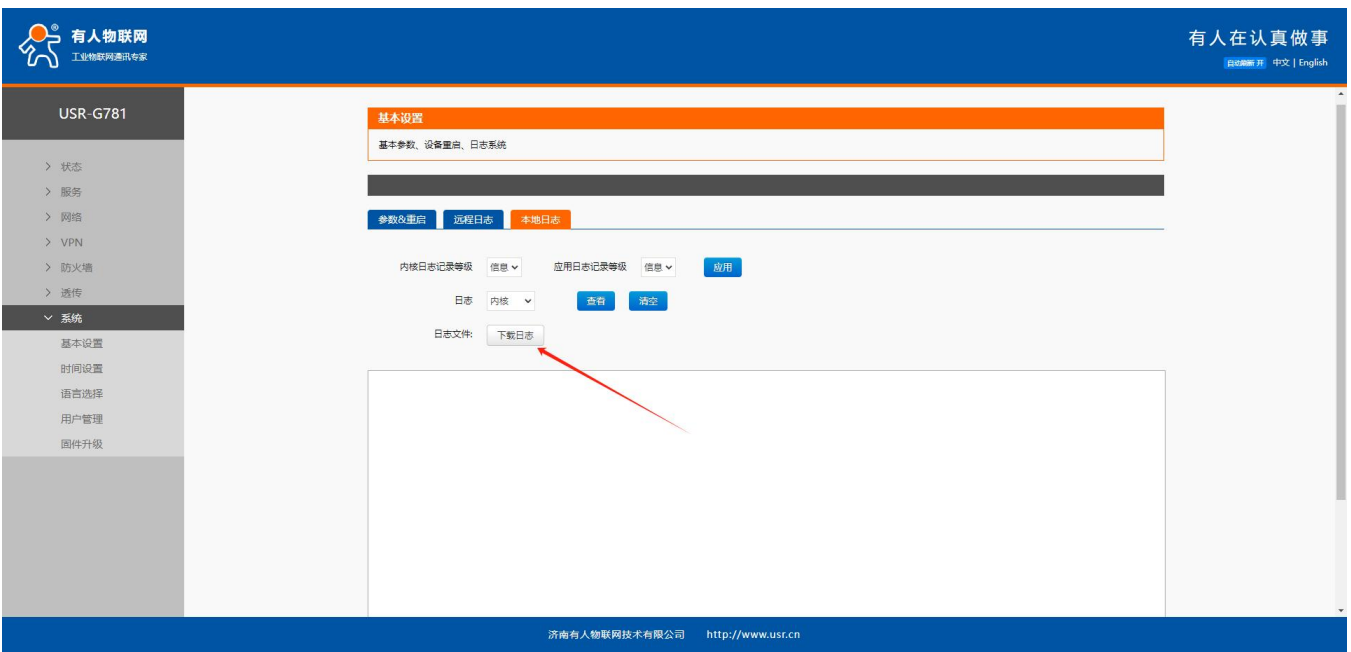 有人物联网
工业物联网通讯专家
有人在认真做事
自动刷新 开 中文 | English
USR-G781
状态
服务
网络
VPN
防火墙
透传
系统
基本设置
时间设置
语言选择
用户管理
固件升级
基本设置
基本参数、设备重启、日志系统
参数&重启 远程日志 本地日志
内核日志记录等级 信息 应用日志记录等级 信息 应用
日志 内核 查看 清空
日志文件: 下载日志
济南有人物联网技术有限公司 http://www.usr.cn